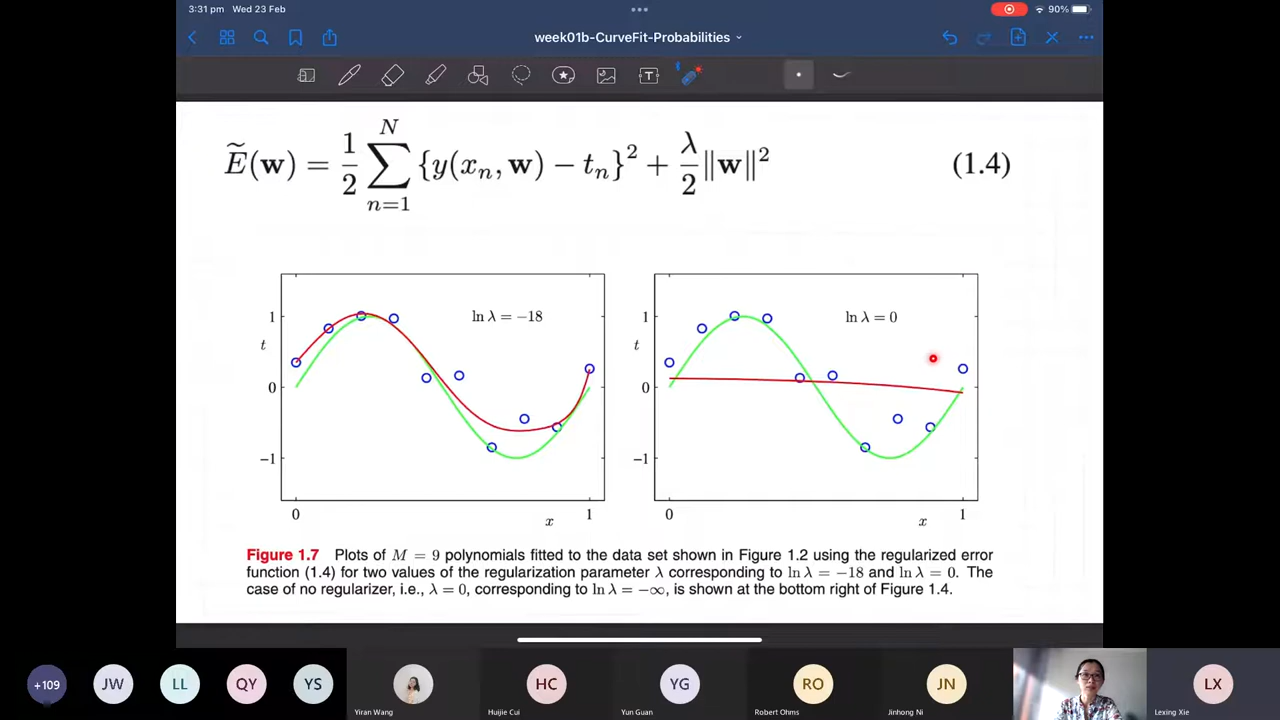 3:31 pm Wed 23 Feb
90%
week01b-CurveFit-Probabilities
T
Ẽ(w) = 1/2 ∑_{n=1}^{N} {y(xₙ, w) − tₙ}² + λ/2 ‖w‖² (1.4)
ln λ = −18
1
t
0
−1
0
x
1
ln λ = 0
1
t
0
−1
0
x
1
Figure 1.7 Plots of M = 9 polynomials fitted to the data set shown in Figure 1.2 using the regularized error
function (1.4) for two values of the regularization parameter λ corresponding to ln λ = −18 and ln λ = 0. The
case of no regularizer, i.e., λ = 0, corresponding to ln λ = −∞, is shown at the bottom right of Figure 1.4.
+109
JW
LL
QY
YS
Yiran Wang
HC
Huijie Cui
YG
Yun Guan
RO
Robert Ohms
JN
Jinhong Ni
LX
Lexing Xie